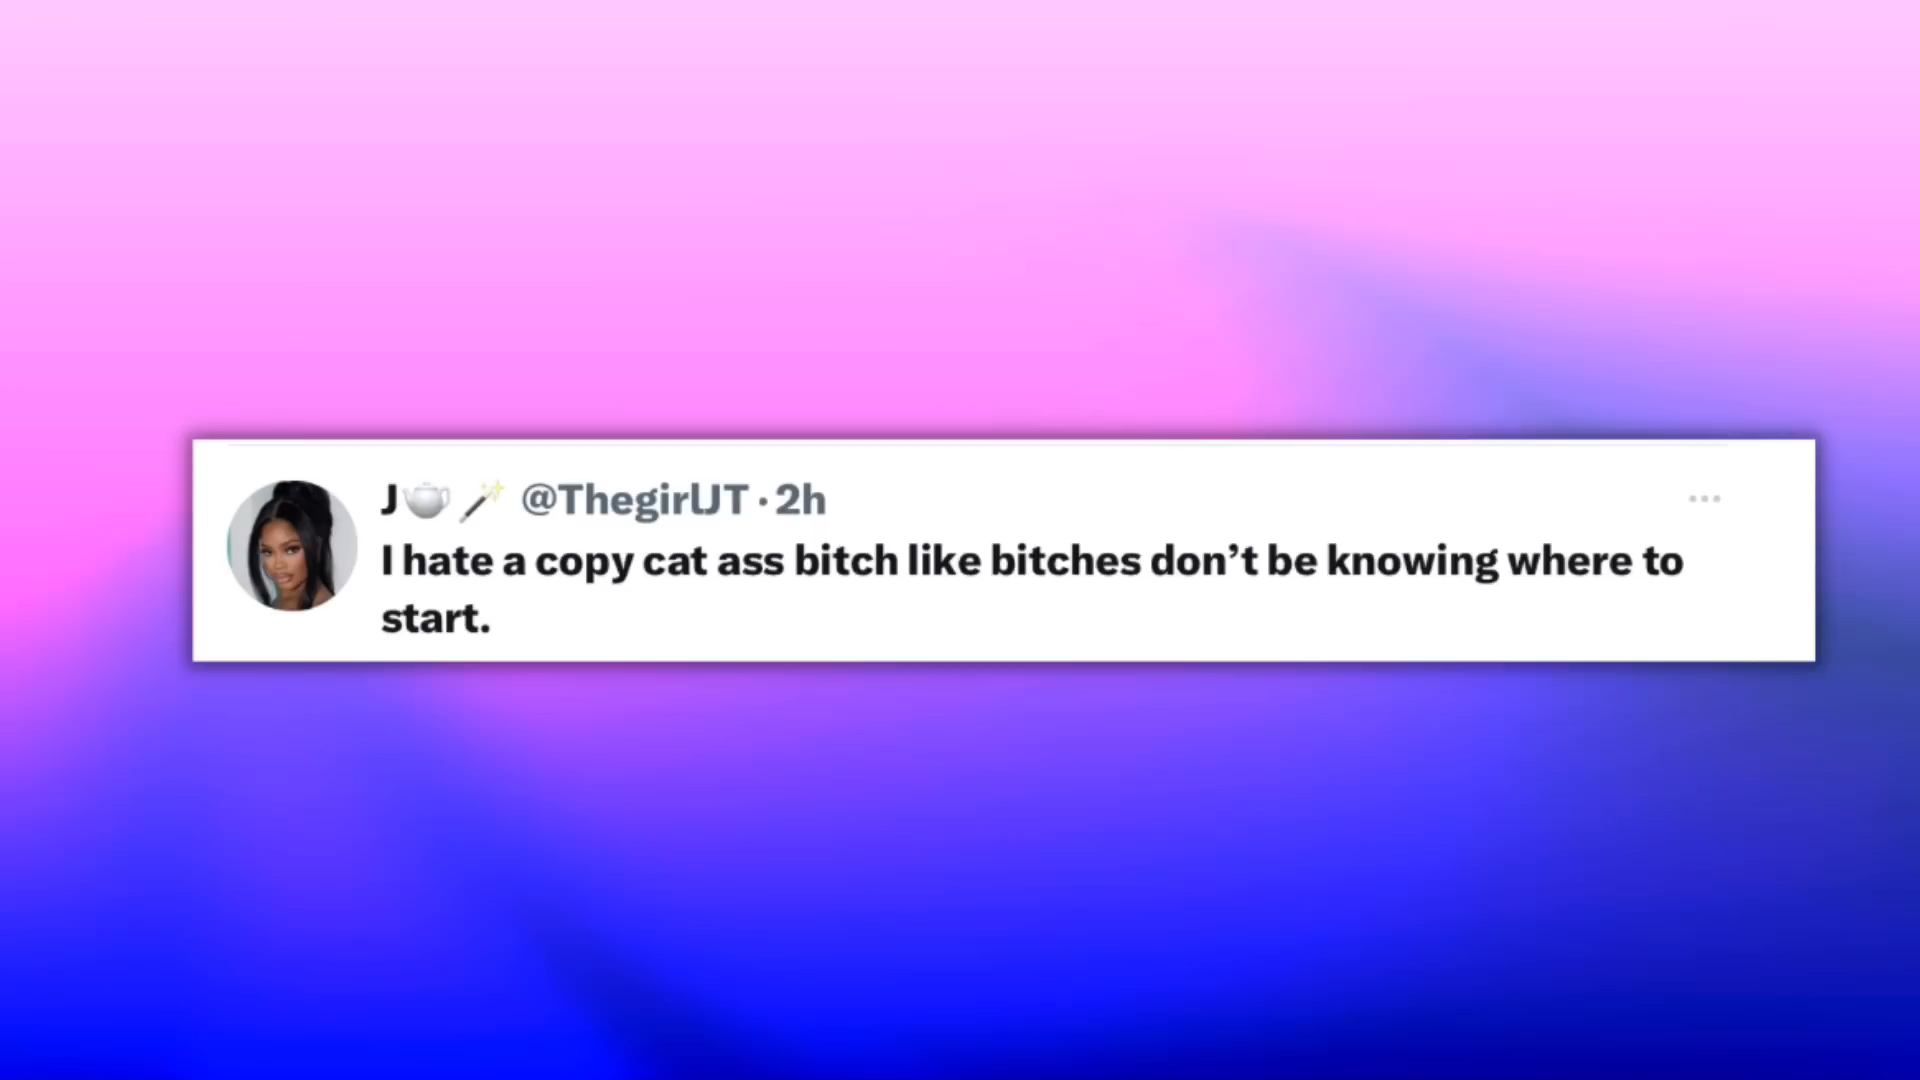 J🫖🪄 @ThegirlJT · 2h
I hate a copy cat ass bitch like bitches don’t be knowing where to
start.